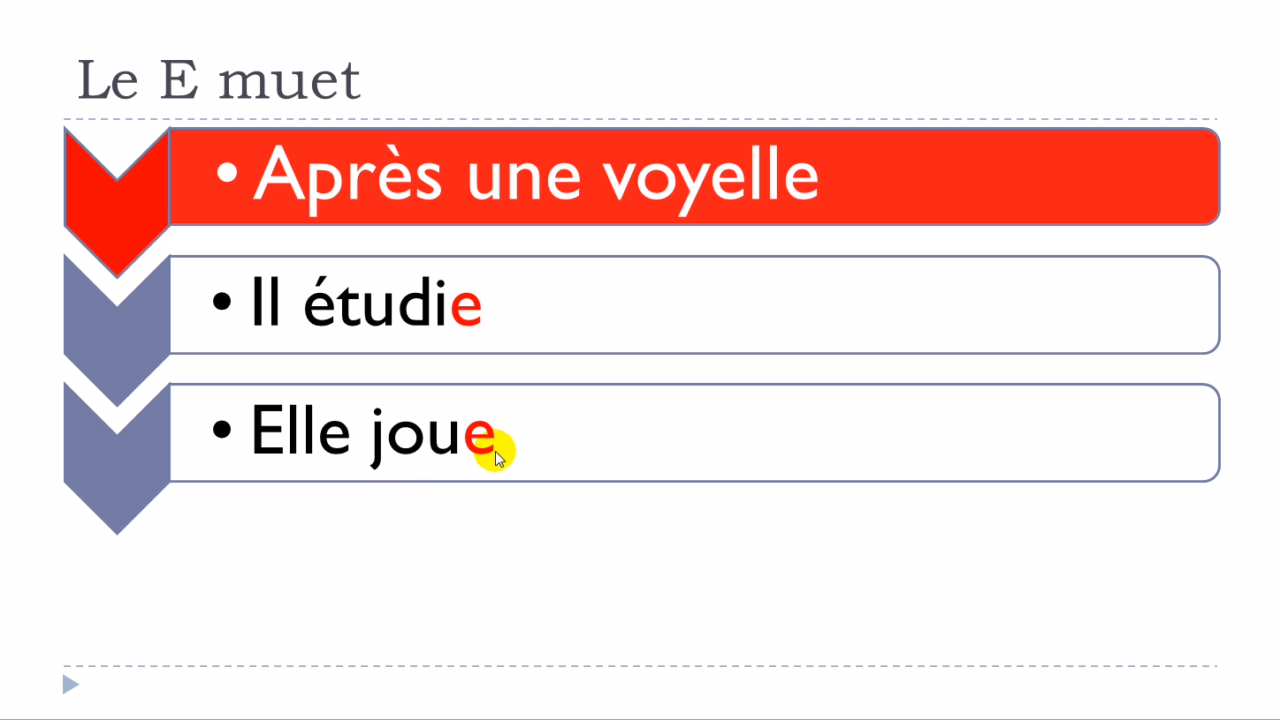 Le E muet
• Après une voyelle
• Il étudie
• Elle joue